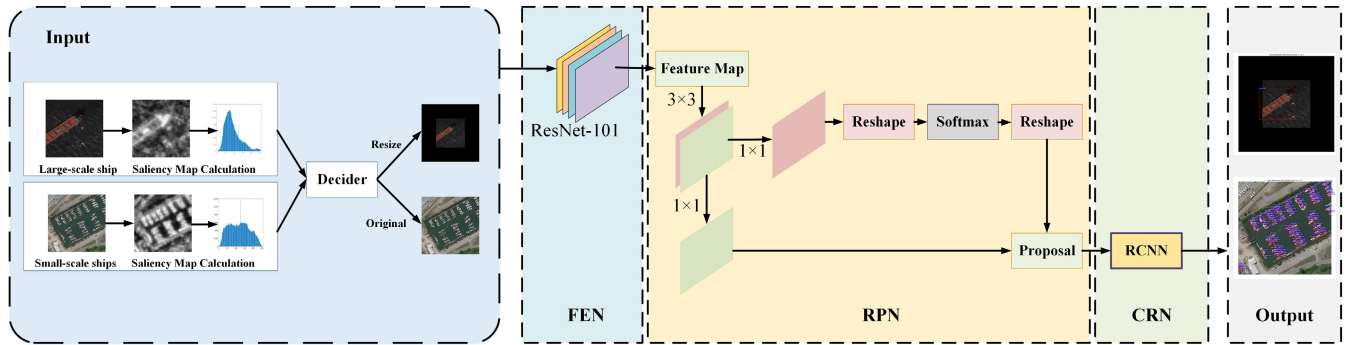 Input
Large-scale ship
Saliency Map Calculation
Small-scale ships
Saliency Map Calculation
Decider
Resize
Original
ResNet-101
FEN
Feature Map
3×3
1×1
1×1
Reshape
Softmax
Reshape
Proposal
RPN
RCNN
CRN
Output